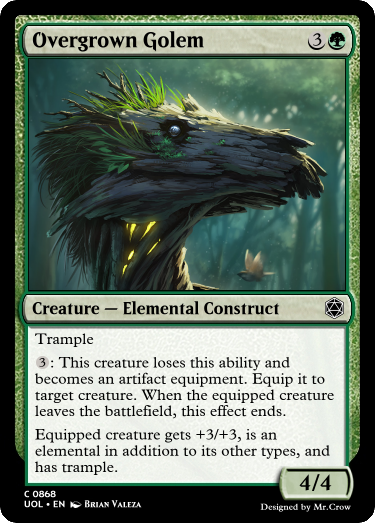 Overgrown Golem 3
Creature — Elemental Construct
Trample
3: This creature loses this ability and
becomes an artifact equipment. Equip it to
target creature. When the equipped creature
leaves the battlefield, this effect ends.
Equipped creature gets +3/+3, is an
elemental in addition to its other types, and
has trample.
4/4
C 0868
UOL • EN Brian Valeza
Designed by Mr.Crow